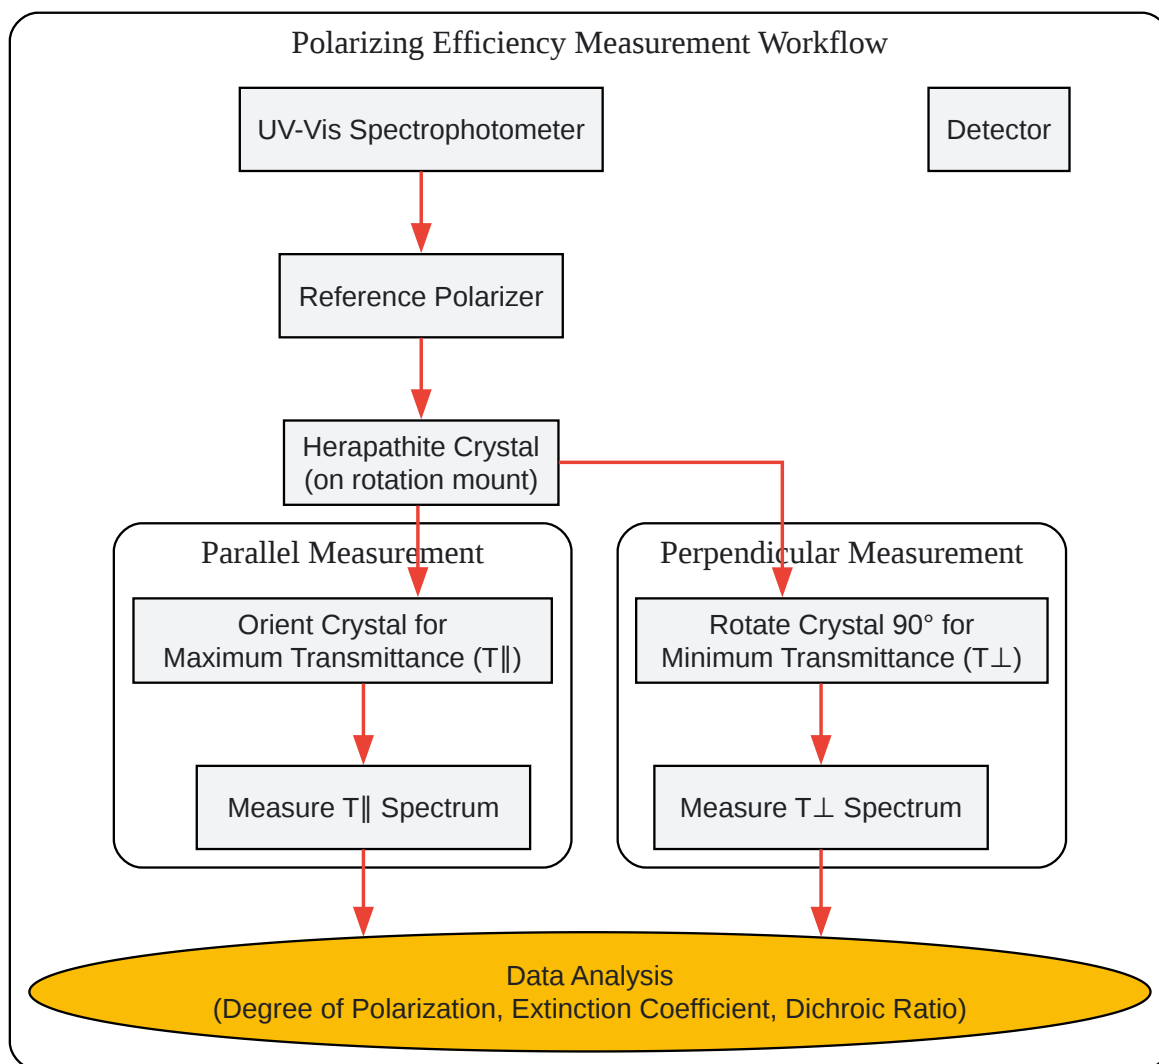 Polarizing Efficiency Measurement Workflow
UV-Vis Spectrophotometer
Detector
Reference Polarizer
Herapathite Crystal
(on rotation mount)
Parallel Measurement
Perpendicular Measurement
Orient Crystal for
Maximum Transmittance (T∥)
Rotate Crystal 90° for
Minimum Transmittance (T⊥)
Measure T∥ Spectrum
Measure T⊥ Spectrum
Data Analysis
(Degree of Polarization, Extinction Coefficient, Dichroic Ratio)